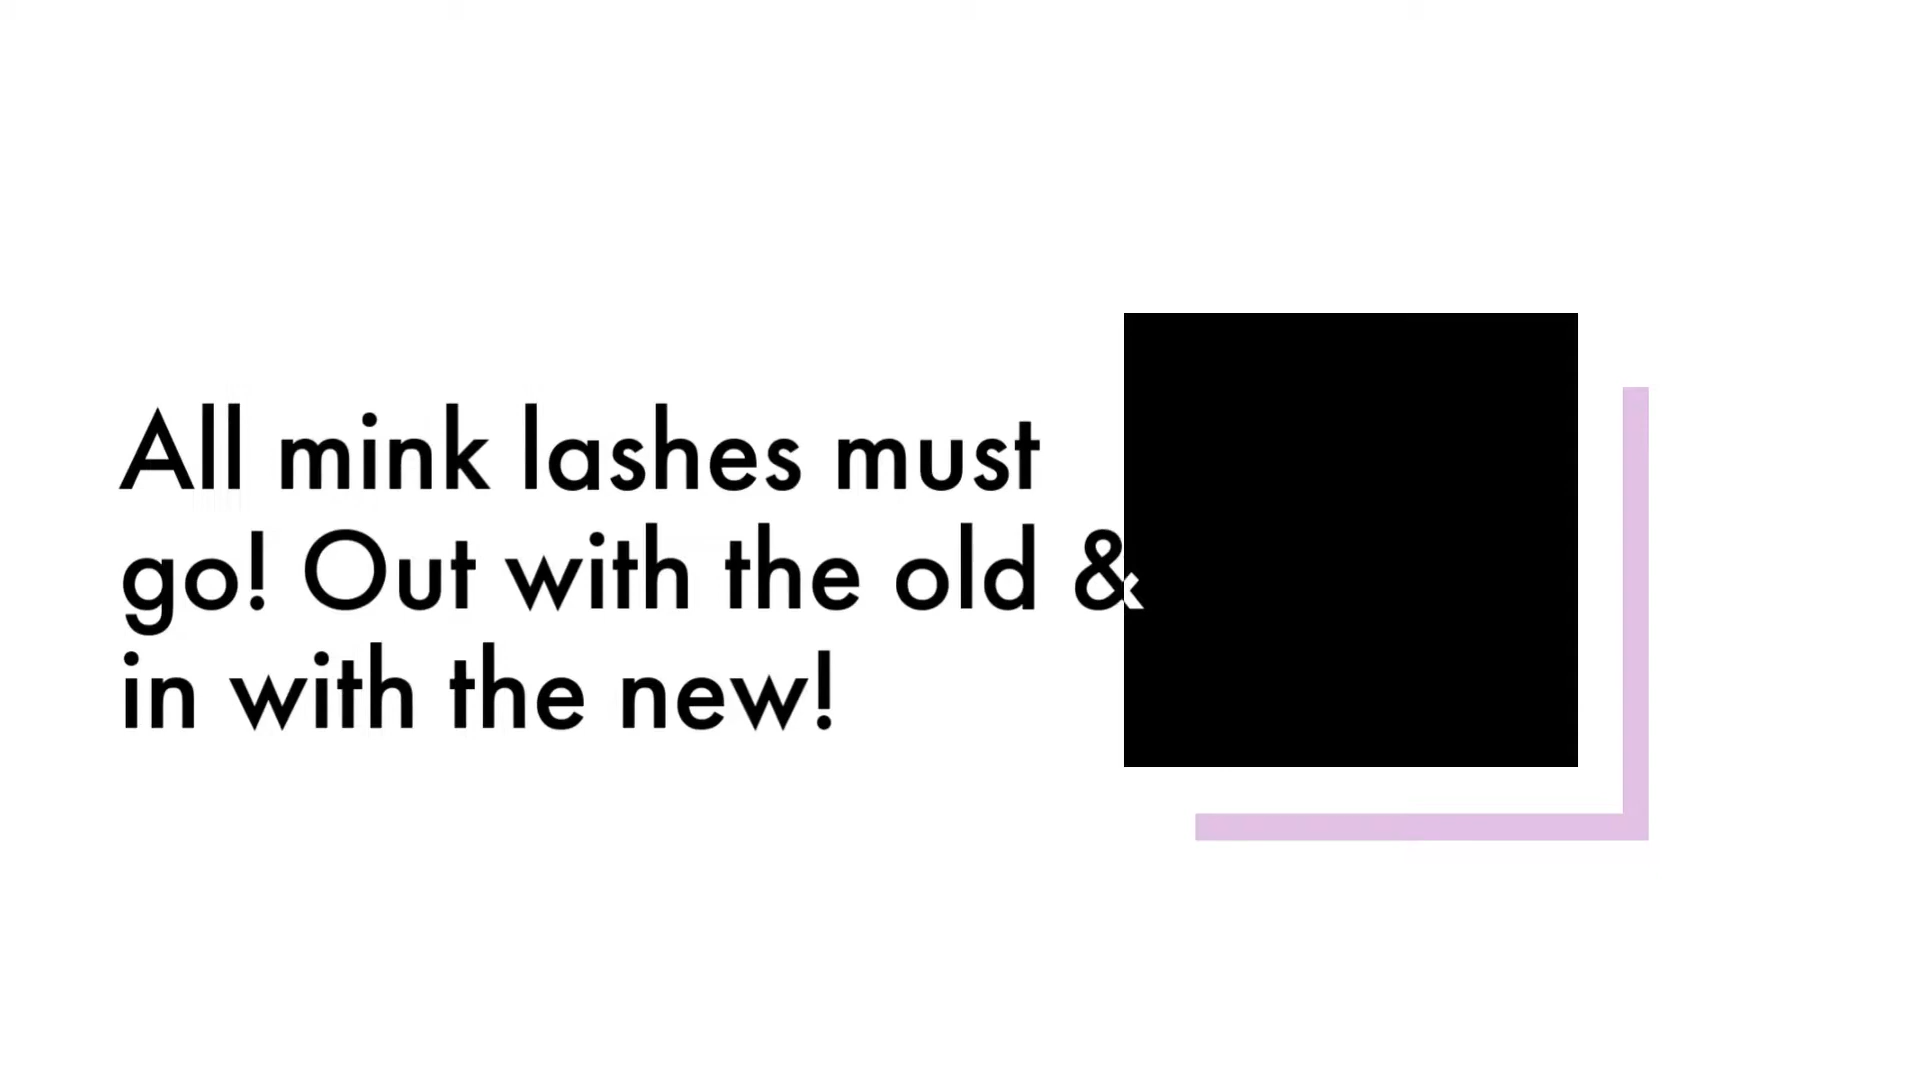 All mink lashes must
go! Out with the old &
in with the new!